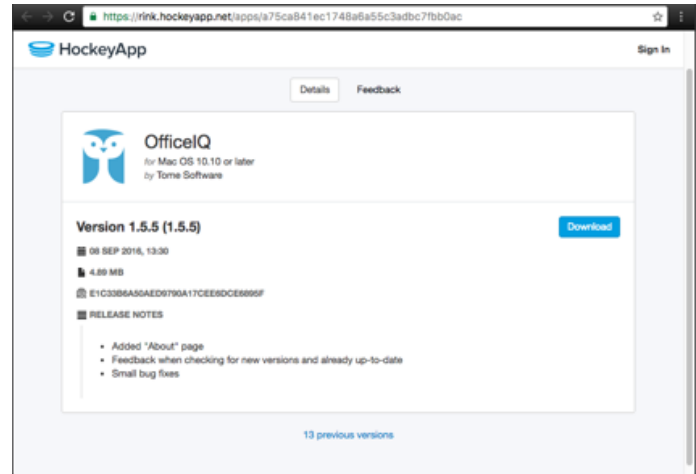 https://rink.hockeyapp.net/apps/a75ca841ec1748a6a55c3adbc7fbb0ac
HockeyApp
Sign In
Details Feedback
OfficeIQ
for Mac OS 10.10 or later
by Tome Software
Version 1.5.5 (1.5.5)
Download
08 SEP 2016, 13:30
4.89 MB
RELEASE NOTES
• Added "About" page
• Feedback when checking for new versions and already up-to-date
• Small bug fixes
13 previous versions